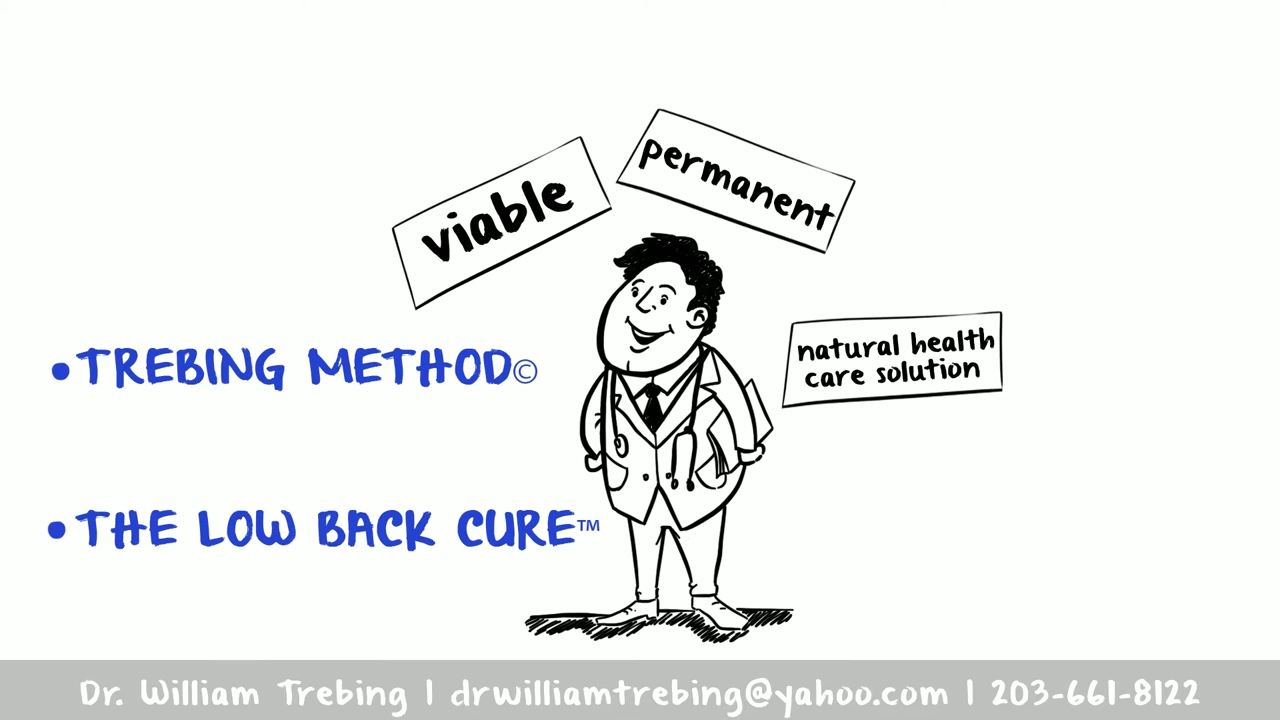 viable
permanent
natural health
care solution
•TREBING METHOD©
•THE LOW BACK CURE™
Dr. William Trebing | drwilliamtrebing@yahoo.com | 203-661-8122